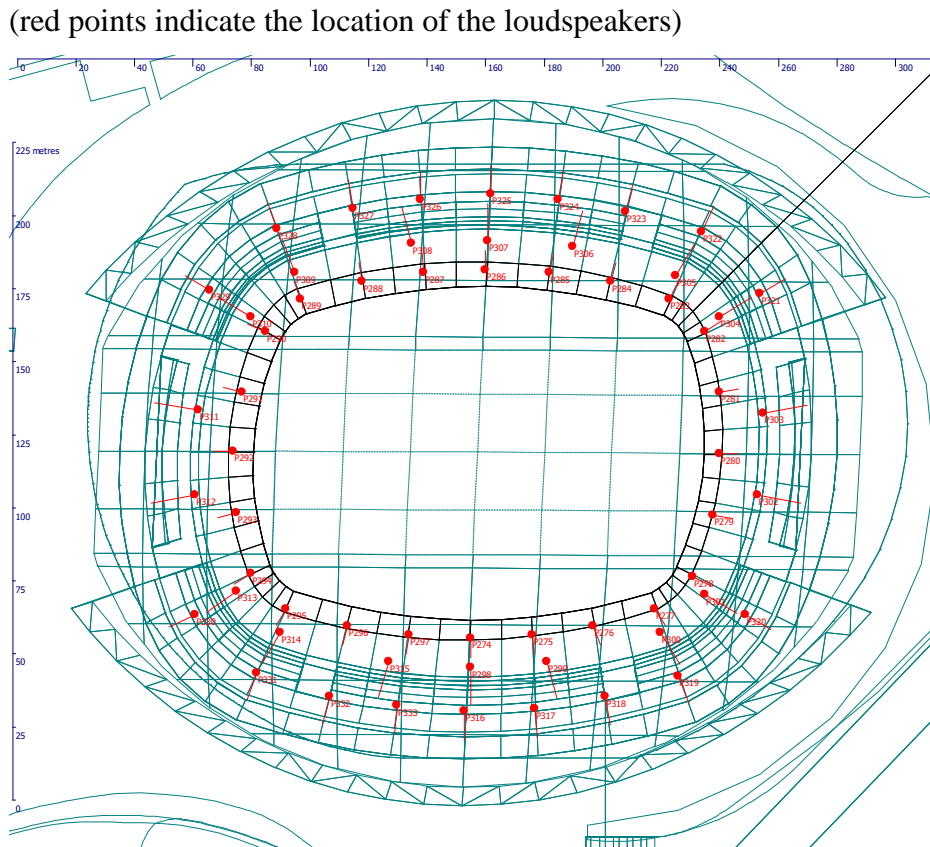 (red points indicate the location of the loudspeakers)
0 20 40 60 80 100 120 140 160 180 200 220 240 260 280 300
225 metres
P325
P326 P324
P327 P323
200
P328 P322
P308 P307 P306
P309 P287 P286 P285 P305
P288 P284
175
P329 P289 P283 P321
P310 P304
P290 P282
150
P291 P281
P311 P303
125
P292 P280
P312 P302
100
P293 P279
P294 P278
75
P313 P301
P330 P295 P277 P320
P314 P296 P276 P300
P297 P274 P275
50
P315 P298 P299
P331 P319
P332 P318
P333 P316 P317
25
0